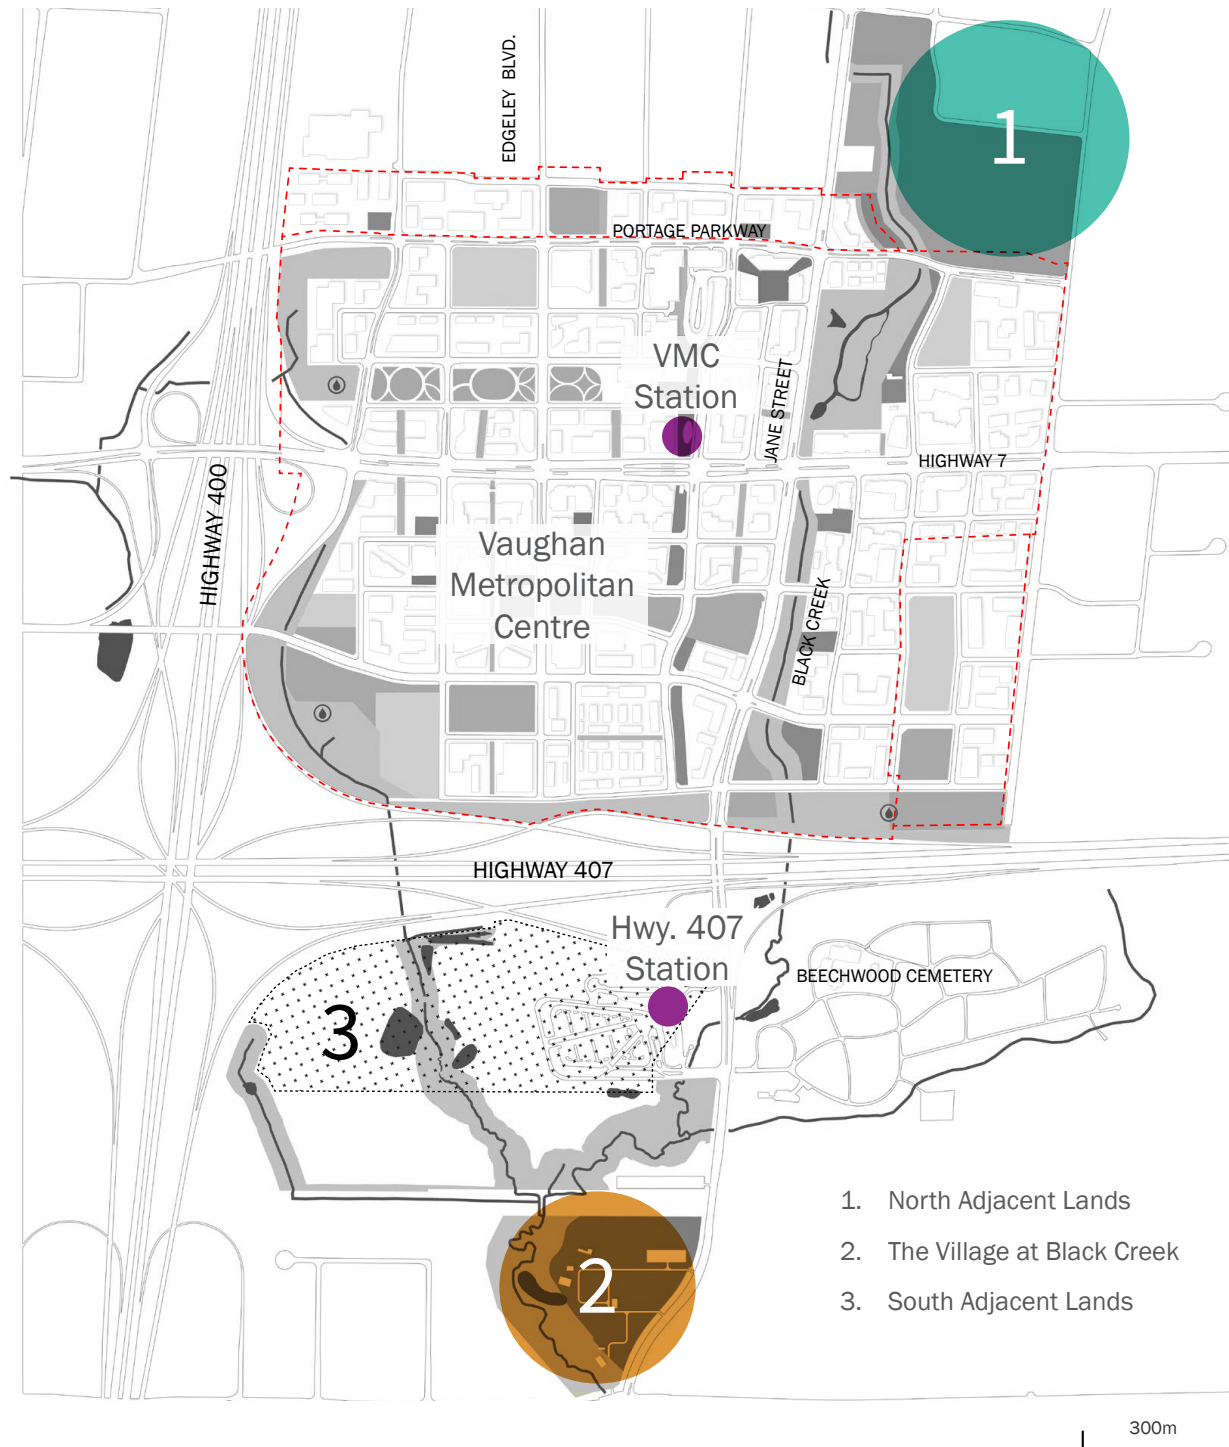 EDGELEY BLVD.
1
PORTAGE PARKWAY
VMC
Station
JANE STREET
HIGHWAY 7
HIGHWAY 400
Vaughan
Metropolitan
Centre
BLACK CREEK
HIGHWAY 407
Hwy. 407
Station
BEECHWOOD CEMETERY
3
1. North Adjacent Lands
2. The Village at Black Creek
3. South Adjacent Lands
2
300m